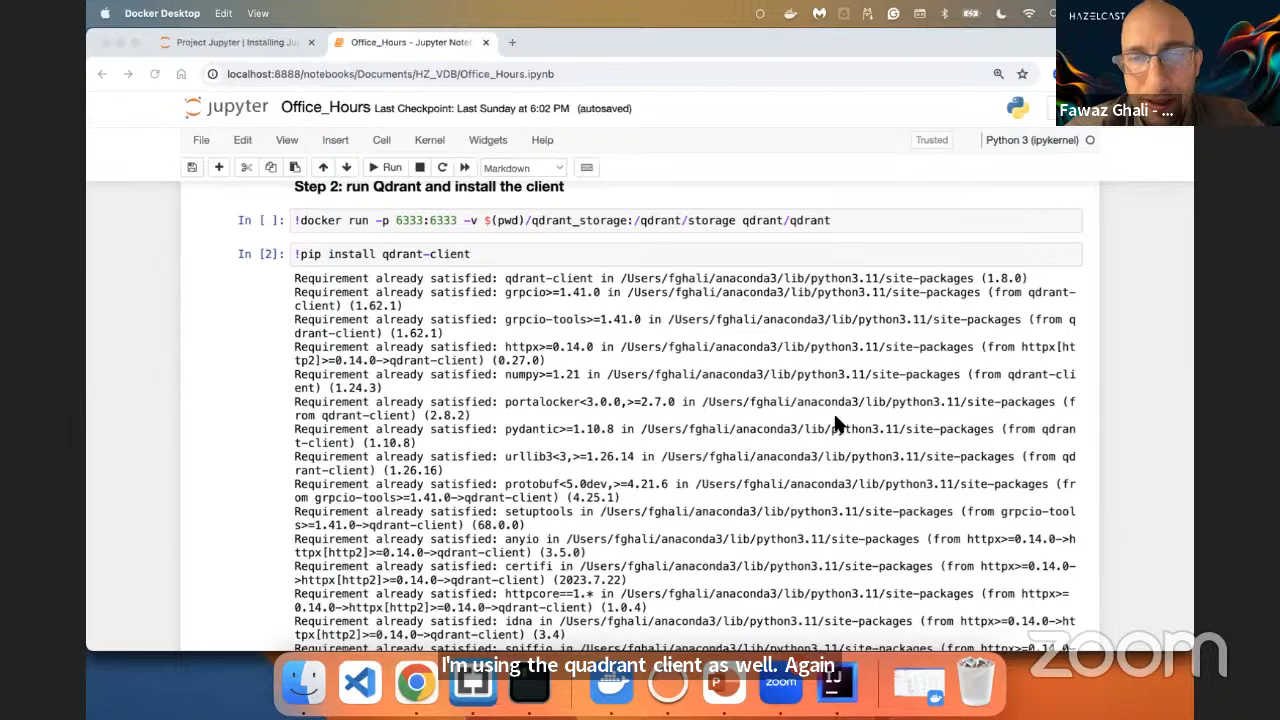 Docker Desktop Edit View
HAZELCAST
Fawaz Ghali - ...
Project Jupyter | Installing Ju
Office_Hours - Jupyter Note
localhost:8888/notebooks/Documents/HZ_VDB/Office_Hours.ipynb
jupyter Office_Hours Last Checkpoint: Last Sunday at 6:02 PM (autosaved)
File Edit View Insert Cell Kernel Widgets Help Trusted Python 3 (ipykernel)
Run Markdown
Step 2: run Qdrant and install the client
In [ ]: !docker run -p 6333:6333 -v $(pwd)/qdrant_storage:/qdrant/storage qdrant/qdrant
In [2]: !pip install qdrant-client
Requirement already satisfied: qdrant-client in /Users/fghali/anaconda3/lib/python3.11/site-packages (1.8.0)
Requirement already satisfied: grpcio>=1.41.0 in /Users/fghali/anaconda3/lib/python3.11/site-packages (from qdrant-
client) (1.62.1)
Requirement already satisfied: grpcio-tools>=1.41.0 in /Users/fghali/anaconda3/lib/python3.11/site-packages (from q
drant-client) (1.62.1)
Requirement already satisfied: httpx>=0.14.0 in /Users/fghali/anaconda3/lib/python3.11/site-packages (from httpx[ht
tp2]>=0.14.0->qdrant-client) (0.27.0)
Requirement already satisfied: numpy>=1.21 in /Users/fghali/anaconda3/lib/python3.11/site-packages (from qdrant-cli
ent) (1.24.3)
Requirement already satisfied: portalocker<3.0.0,>=2.7.0 in /Users/fghali/anaconda3/lib/python3.11/site-packages (f
rom qdrant-client) (2.8.2)
Requirement already satisfied: pydantic>=1.10.8 in /Users/fghali/anaconda3/lib/python3.11/site-packages (from qdran
t-client) (1.10.8)
Requirement already satisfied: urllib3<3,>=1.26.14 in /Users/fghali/anaconda3/lib/python3.11/site-packages (from qd
rant-client) (1.26.16)
Requirement already satisfied: protobuf<5.0dev,>=4.21.6 in /Users/fghali/anaconda3/lib/python3.11/site-packages (fr
om grpcio-tools>=1.41.0->qdrant-client) (4.25.1)
Requirement already satisfied: setuptools in /Users/fghali/anaconda3/lib/python3.11/site-packages (from grpcio-tool
s>=1.41.0->qdrant-client) (68.0.0)
Requirement already satisfied: anyio in /Users/fghali/anaconda3/lib/python3.11/site-packages (from httpx>=0.14.0->h
ttpx[http2]>=0.14.0->qdrant-client) (3.5.0)
Requirement already satisfied: certifi in /Users/fghali/anaconda3/lib/python3.11/site-packages (from httpx>=0.14.0-
>httpx[http2]>=0.14.0->qdrant-client) (2023.7.22)
Requirement already satisfied: httpcore==1.* in /Users/fghali/anaconda3/lib/python3.11/site-packages (from httpx>=
0.14.0->httpx[http2]>=0.14.0->qdrant-client) (1.0.4)
Requirement already satisfied: idna in /Users/fghali/anaconda3/lib/python3.11/site-packages (from httpx>=0.14.0->ht
tpx[http2]>=0.14.0->qdrant-client) (3.4)
I'm using the quadrant client as well. Again
zoom
zoom